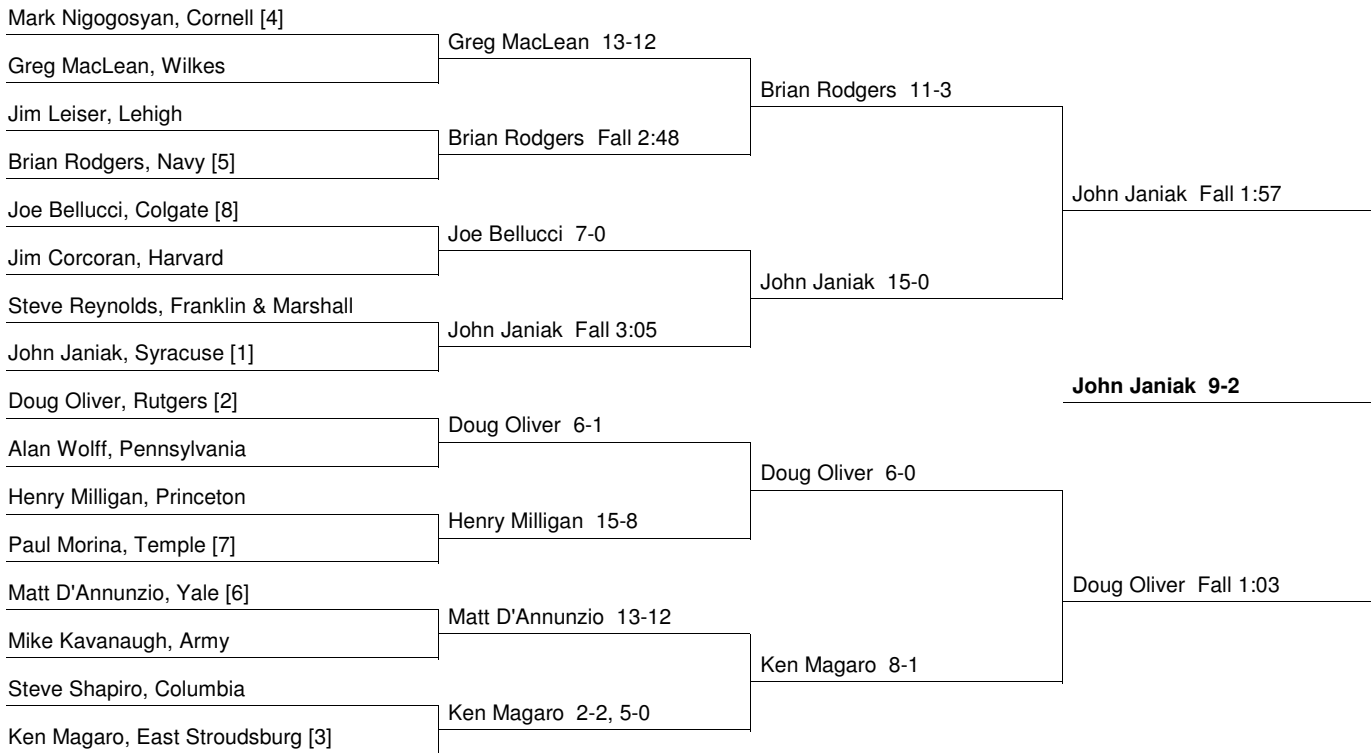 Mark Nigogosyan, Cornell [4]
Greg MacLean, Wilkes
Jim Leiser, Lehigh
Brian Rodgers, Navy [5]
Joe Bellucci, Colgate [8]
Jim Corcoran, Harvard
Steve Reynolds, Franklin & Marshall
John Janiak, Syracuse [1]
Doug Oliver, Rutgers [2]
Alan Wolff, Pennsylvania
Henry Milligan, Princeton
Paul Morina, Temple [7]
Matt D'Annunzio, Yale [6]
Mike Kavanaugh, Army
Steve Shapiro, Columbia
Ken Magaro, East Stroudsburg [3]
Greg MacLean 13-12
Brian Rodgers Fall 2:48
Joe Bellucci 7-0
John Janiak Fall 3:05
Doug Oliver 6-1
Henry Milligan 15-8
Matt D'Annunzio 13-12
Ken Magaro 2-2, 5-0
Brian Rodgers 11-3
John Janiak 15-0
Doug Oliver 6-0
Ken Magaro 8-1
John Janiak Fall 1:57
John Janiak 9-2
Doug Oliver Fall 1:03